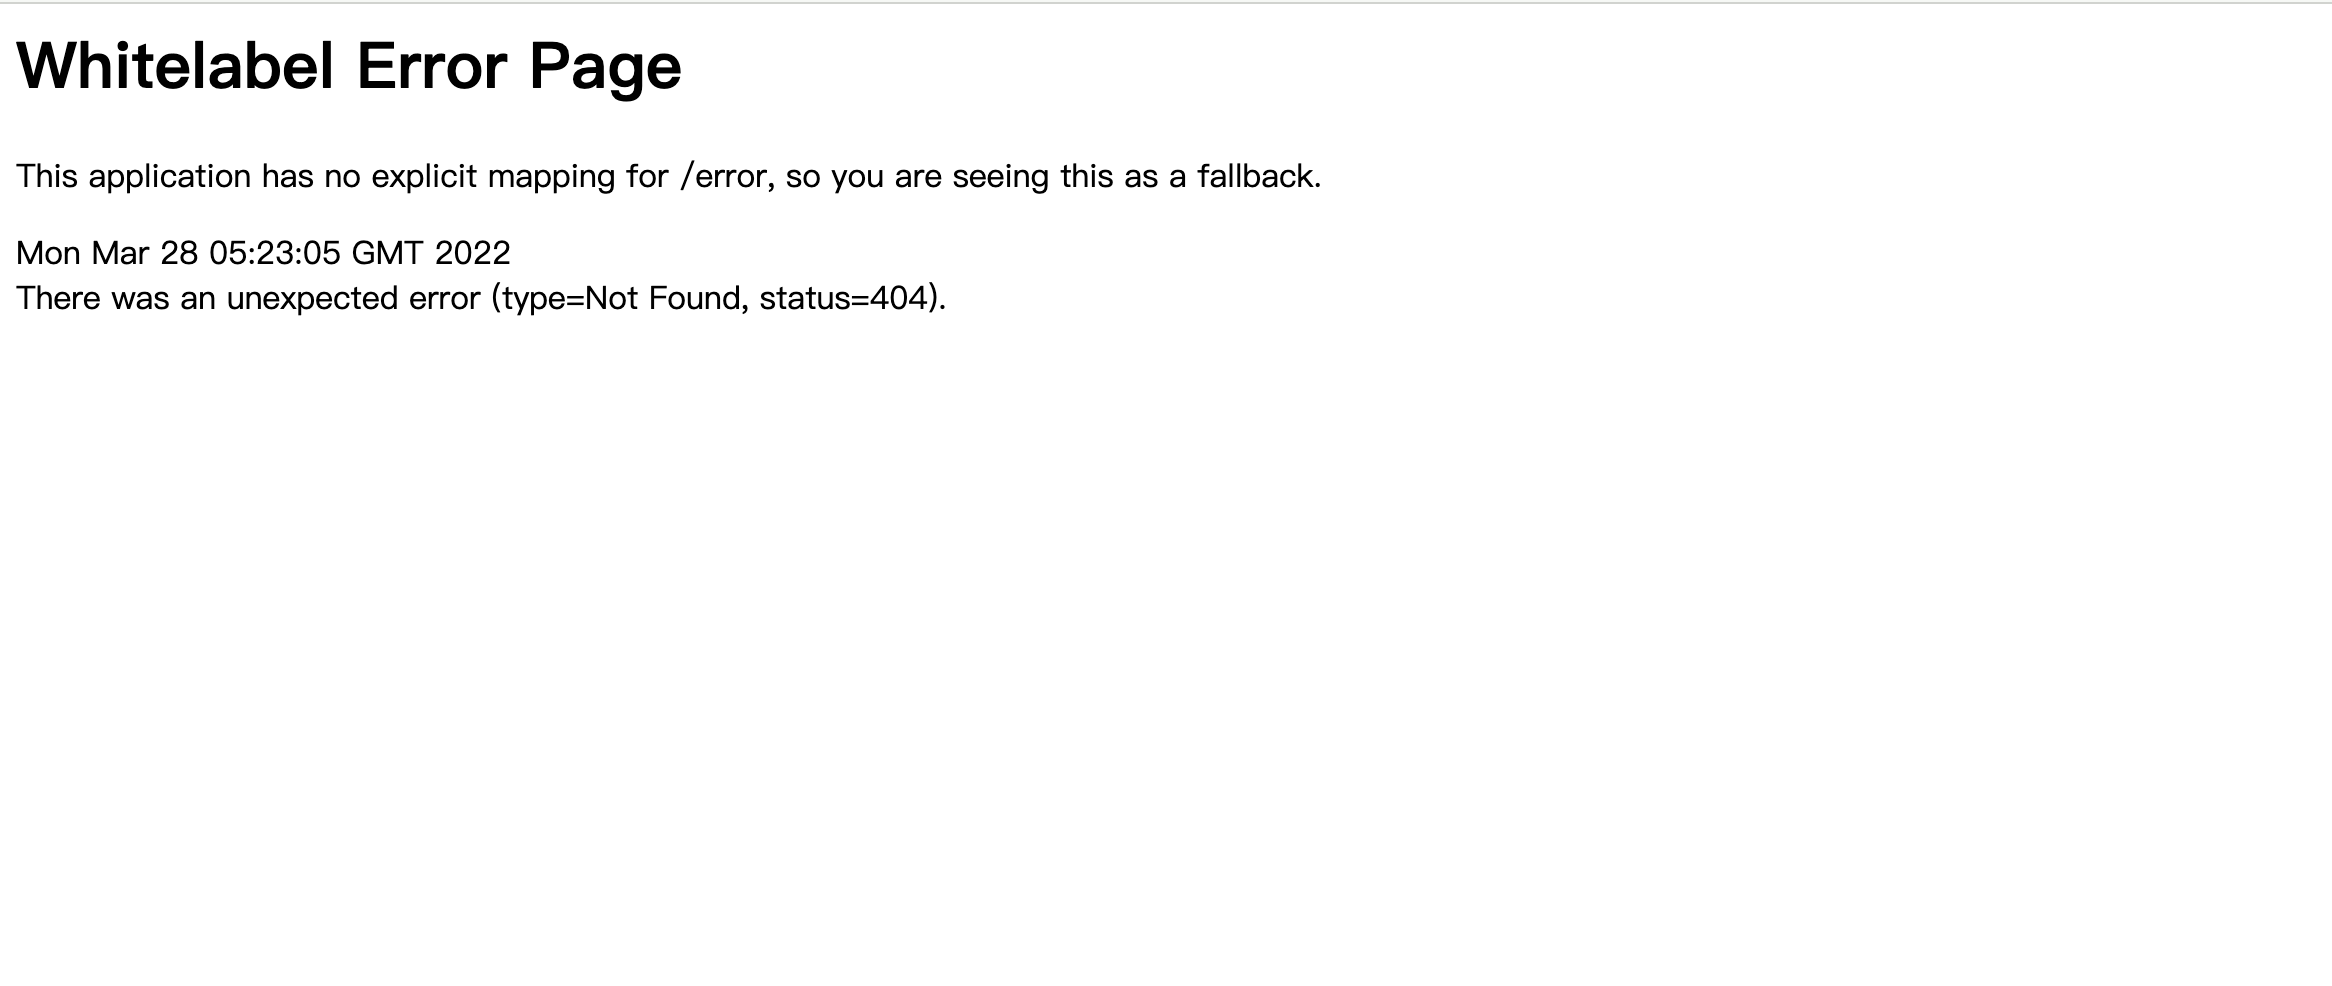 Whitelabel Error Page
This application has no explicit mapping for /error, so you are seeing this as a fallback.
Mon Mar 28 05:23:05 GMT 2022
There was an unexpected error (type=Not Found, status=404).